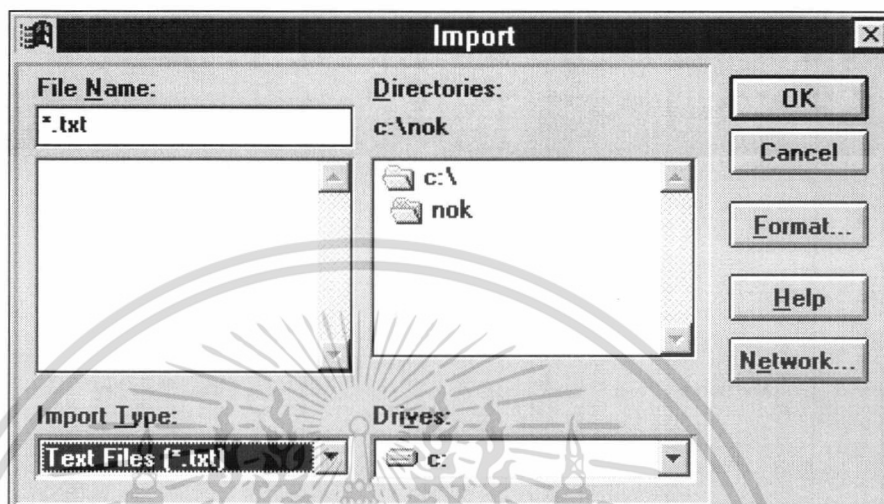 Import
File Name:
*.txt
Directories:
c:\nok
c:\
nok
Import Type:
Text Files (*.txt)
Drives:
c:
OK
Cancel
Format...
Help
Network...